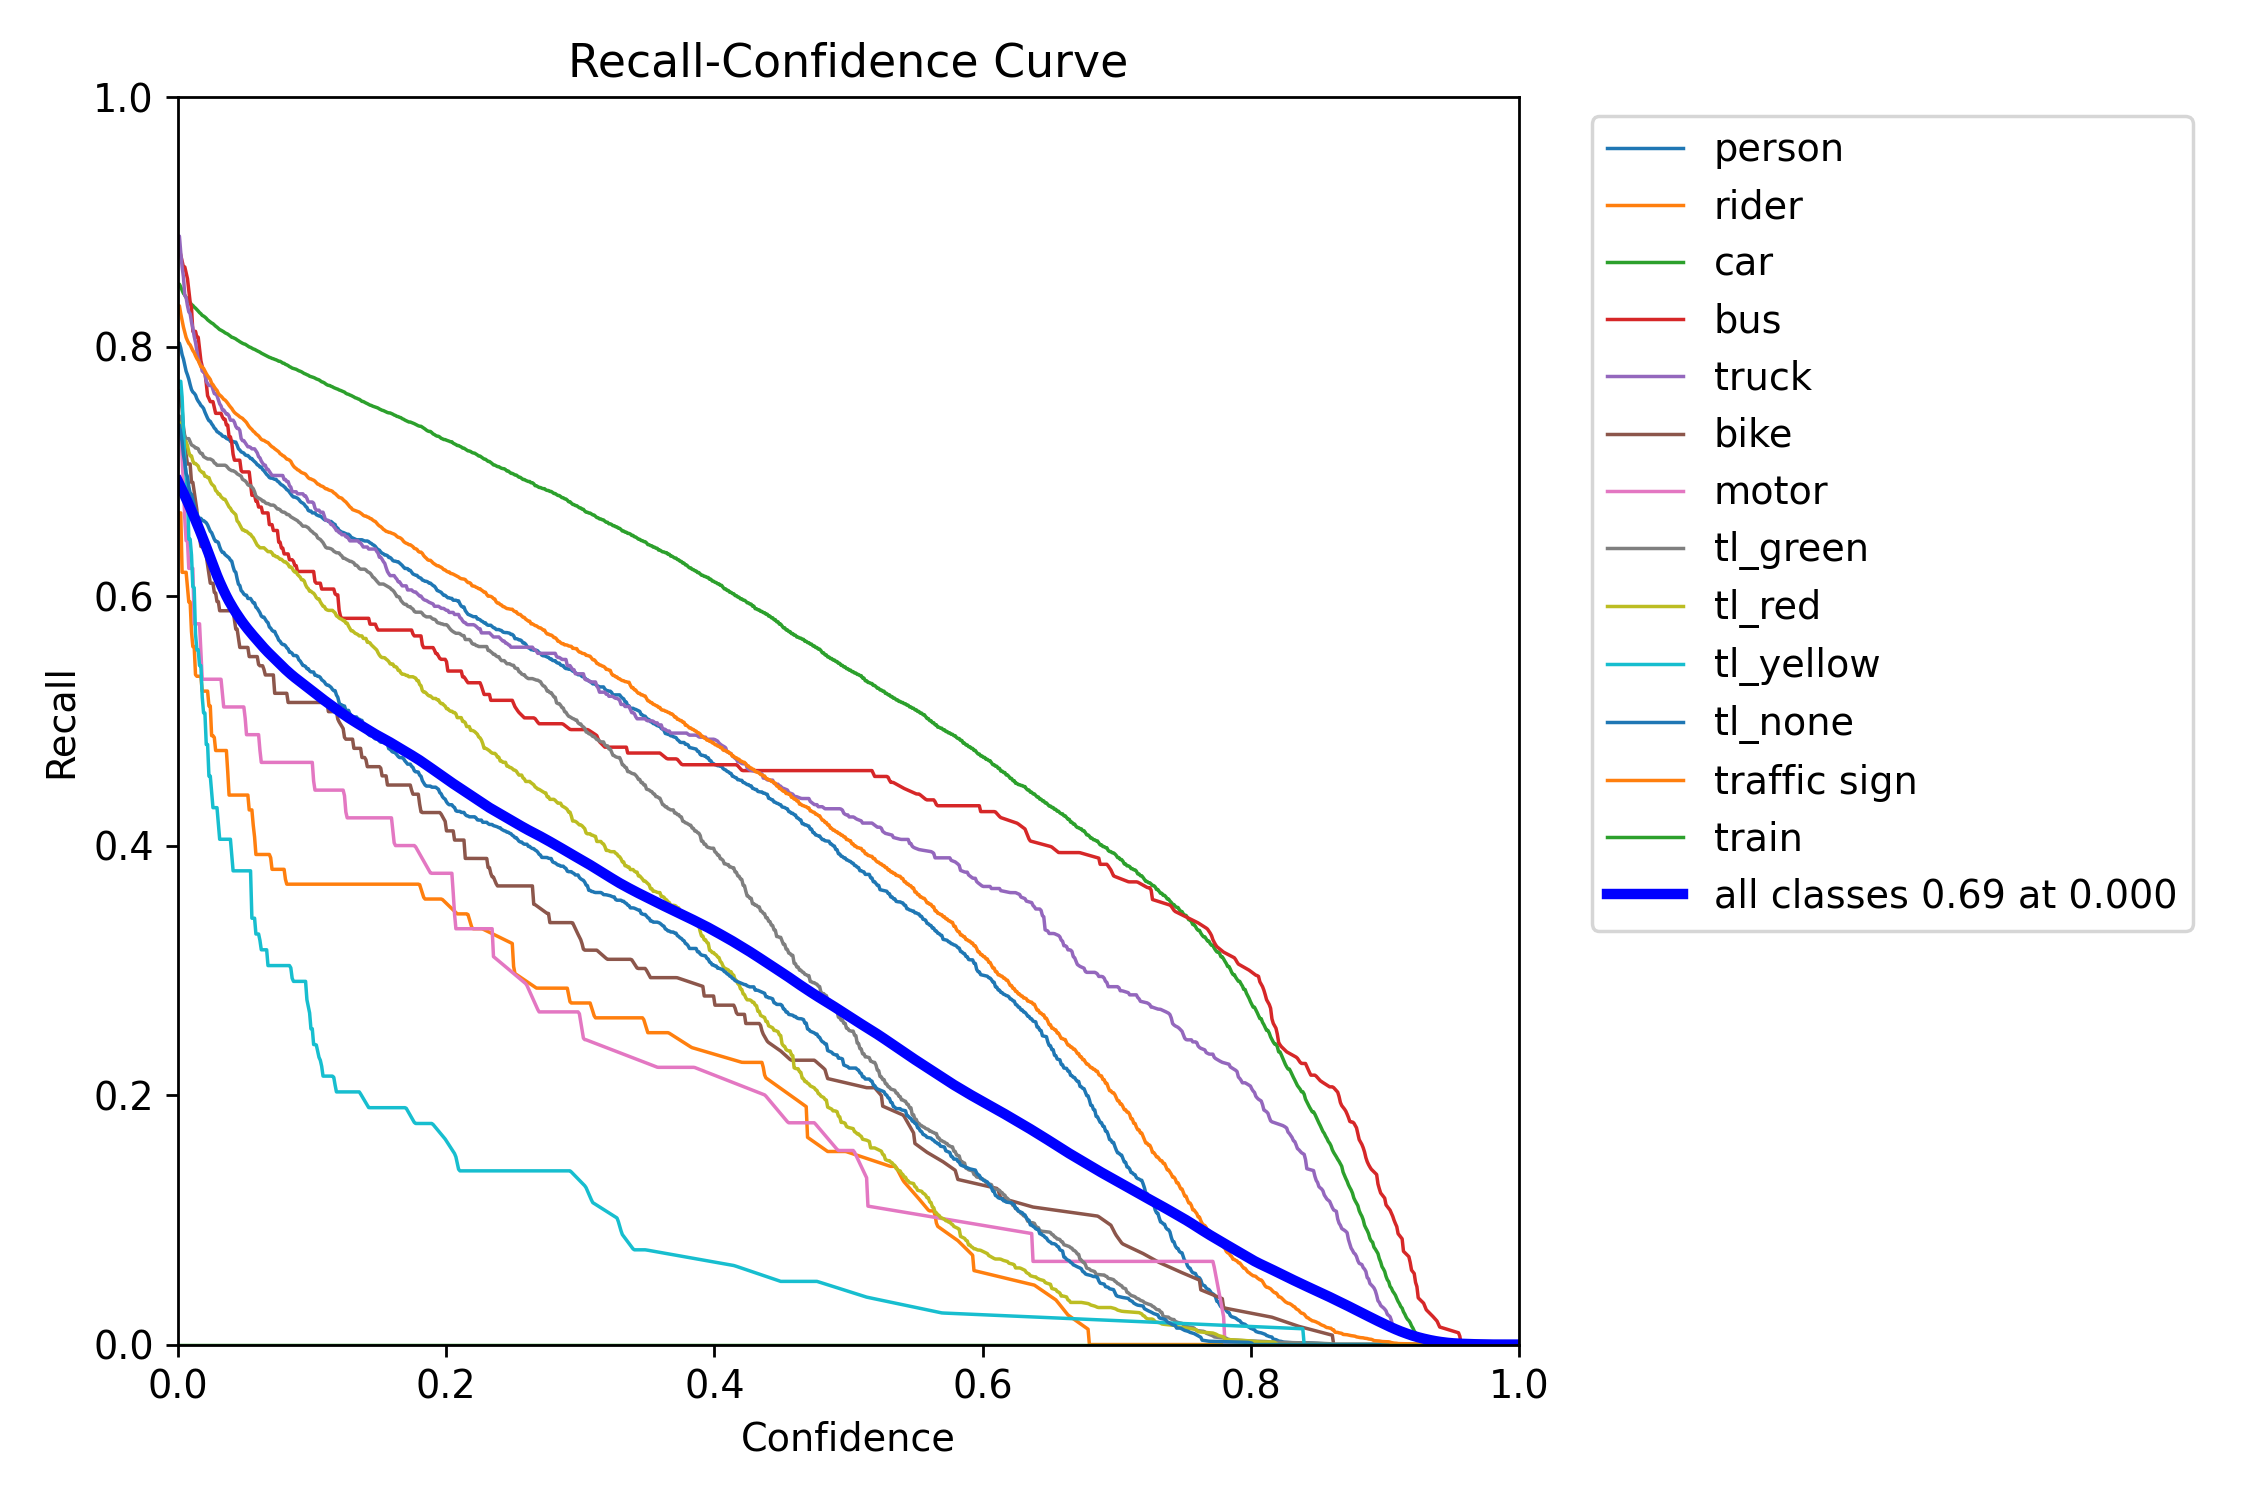 Recall-Confidence Curve
1.0
0.8
0.6
0.4
0.2
0.0
Recall
0.0 0.2 0.4 0.6 0.8 1.0
Confidence
person
rider
car
bus
truck
bike
motor
tl_green
tl_red
tl_yellow
tl_none
traffic sign
train
all classes 0.69 at 0.000